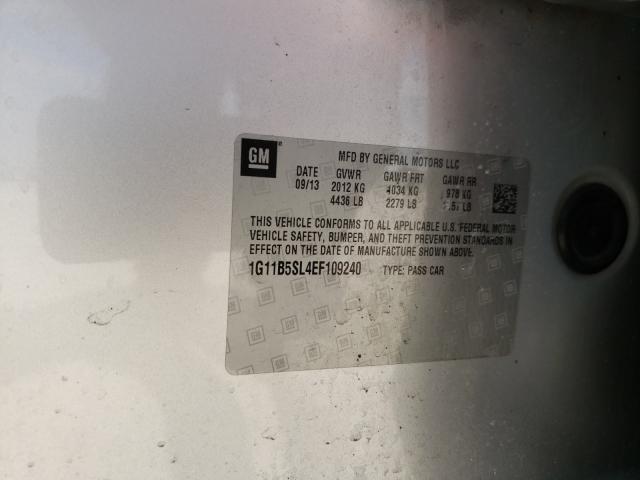 GM
MFD BY GENERAL MOTORS LLC
DATE GVWR GAWR FRT GAWR RR
09/13 2012 KG 1034 KG 978 KG
4436 LB 2279 LB LB
THIS VEHICLE CONFORMS TO ALL APPLICABLE U.S. FEDERAL MOTOR
VEHICLE SAFETY, BUMPER, AND THEFT PREVENTION STANDARDS IN
EFFECT ON THE DATE OF MANUFACTURE SHOWN ABOVE.
1G11B5SL4EF109240 TYPE: PASS CAR